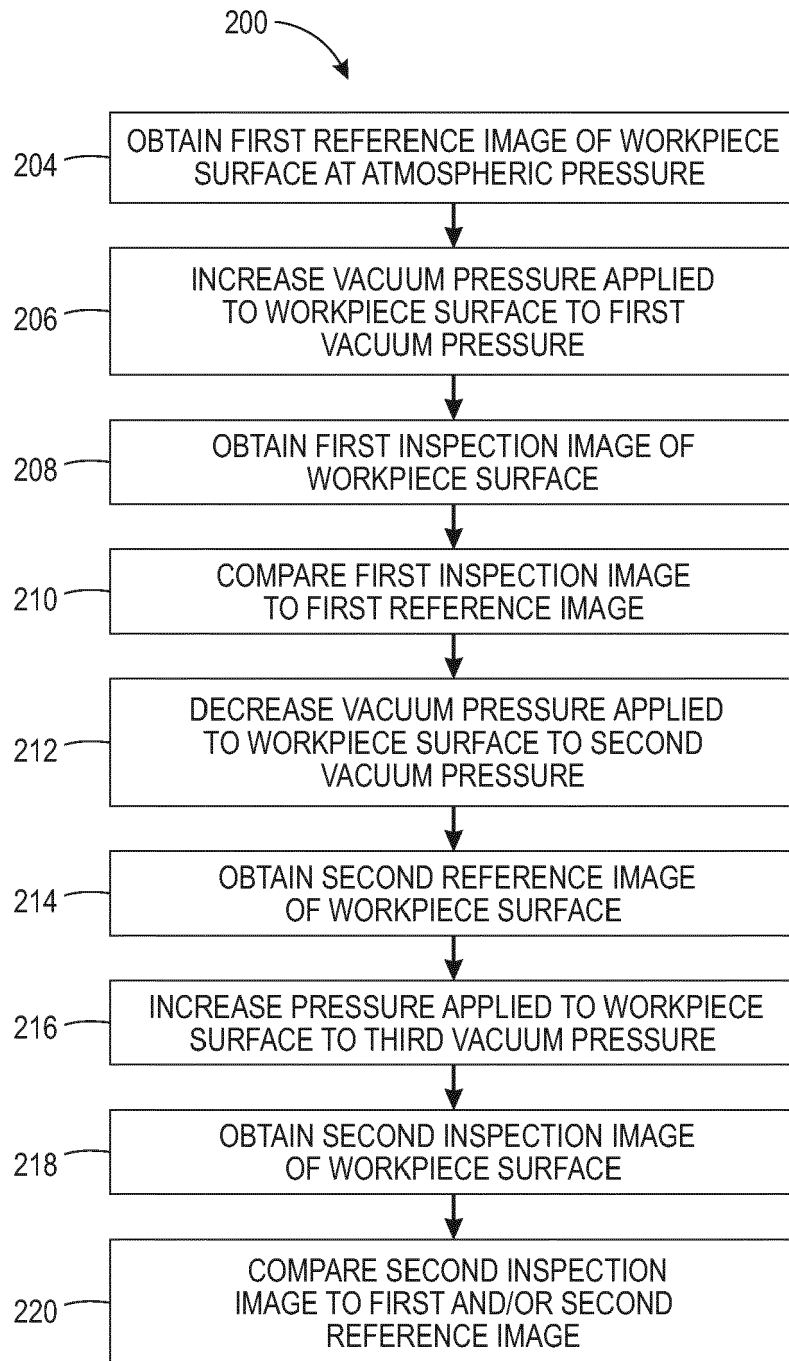 200
204
OBTAIN FIRST REFERENCE IMAGE OF WORKPIECE
SURFACE AT ATMOSPHERIC PRESSURE
206
INCREASE VACUUM PRESSURE APPLIED
TO WORKPIECE SURFACE TO FIRST
VACUUM PRESSURE
208
OBTAIN FIRST INSPECTION IMAGE OF
WORKPIECE SURFACE
210
COMPARE FIRST INSPECTION IMAGE
TO FIRST REFERENCE IMAGE
212
DECREASE VACUUM PRESSURE APPLIED
TO WORKPIECE SURFACE TO SECOND
VACUUM PRESSURE
214
OBTAIN SECOND REFERENCE IMAGE
OF WORKPIECE SURFACE
216
INCREASE PRESSURE APPLIED TO WORKPIECE
SURFACE TO THIRD VACUUM PRESSURE
218
OBTAIN SECOND INSPECTION IMAGE
OF WORKPIECE SURFACE
220
COMPARE SECOND INSPECTION
IMAGE TO FIRST AND/OR SECOND
REFERENCE IMAGE